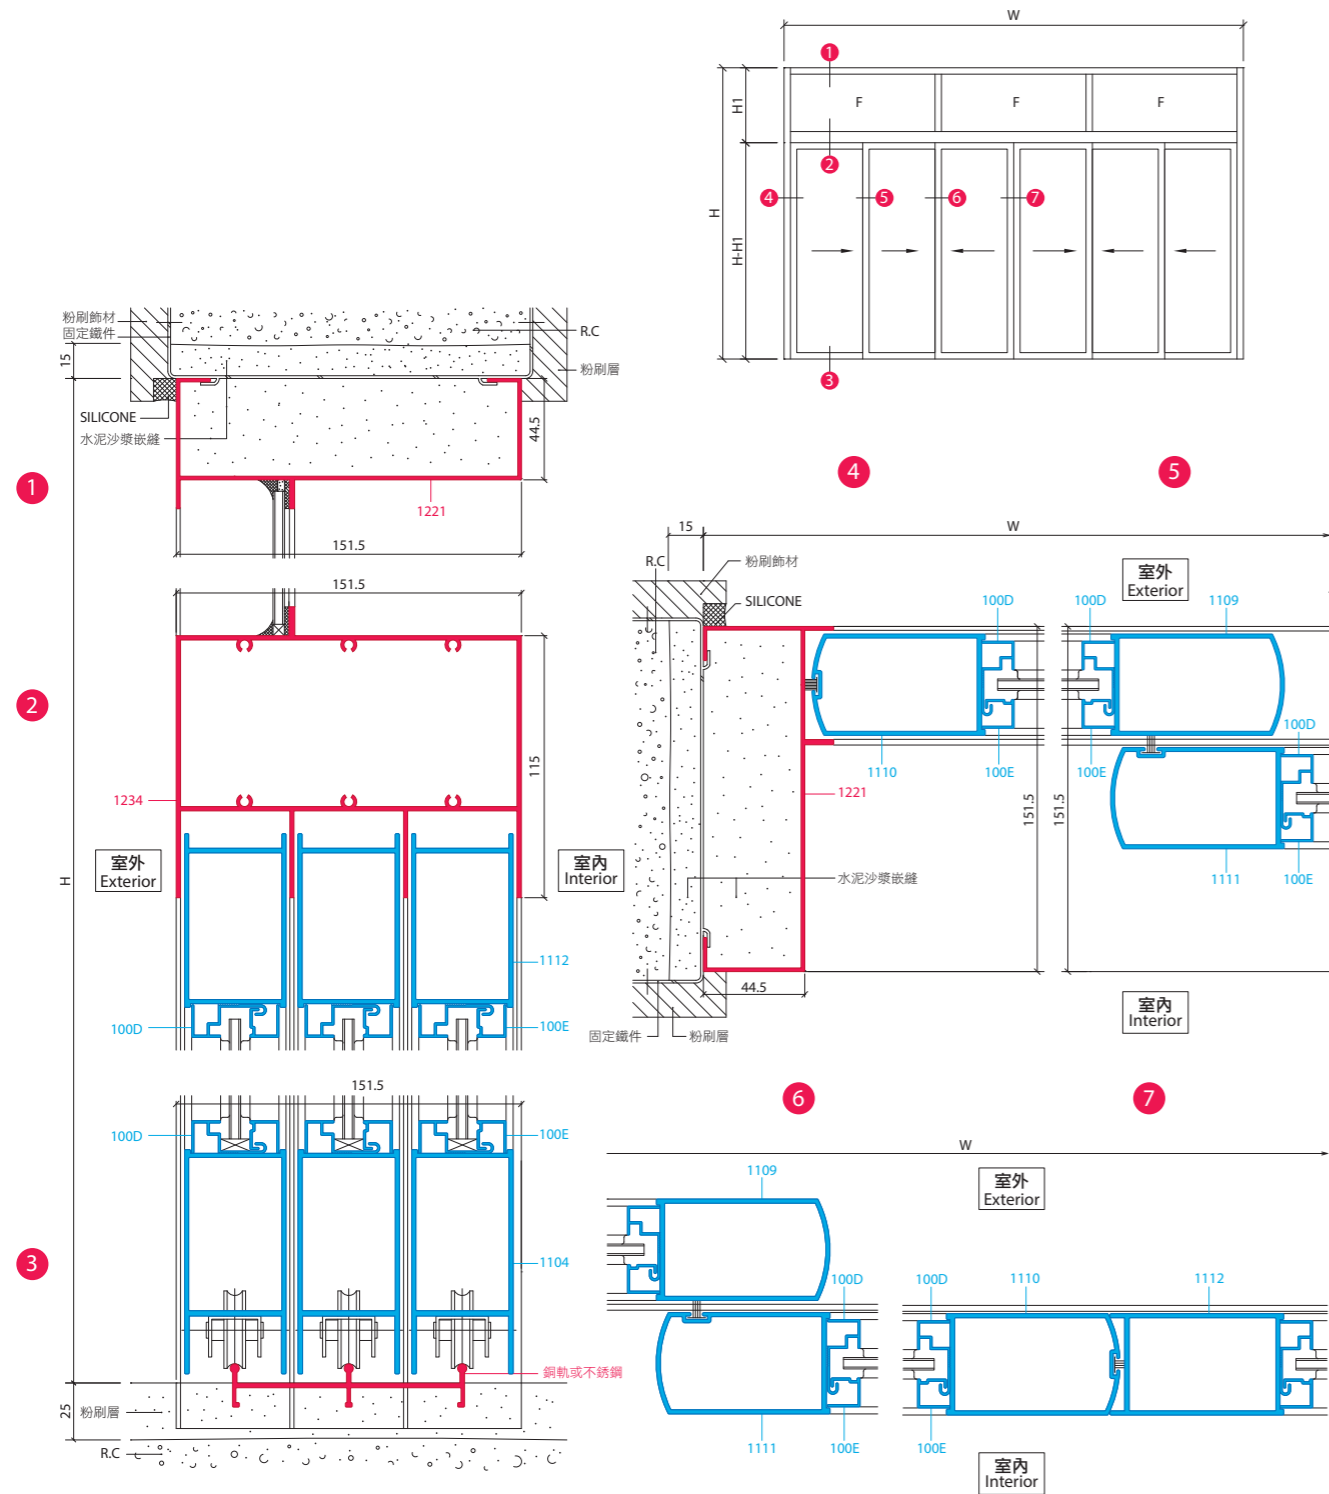 W
1
F
F
F
H1
2
4
5
6
7
H
H-H1
3
粉刷飾材
固定鐵件
R.C
15
粉刷層
SILICONE
水泥沙漿嵌縫
44.5
1
1221
151.5
151.5
2
115
1234
室外
Exterior
室內
Interior
H
1112
100D
100E
151.5
100D
100E
3
1104
銅軌或不銹鋼
25
粉刷層
R.C
4
5
15
W
R.C
粉刷飾材
SILICONE
室外
Exterior
100D
100D
1109
100D
1110
100E
100E
1221
151.5
151.5
1111
100E
水泥沙漿嵌縫
44.5
室內
Interior
固定鐵件
粉刷層
6
7
W
1109
室外
Exterior
100D
100D
1110
1112
1111
100E
100E
室內
Interior